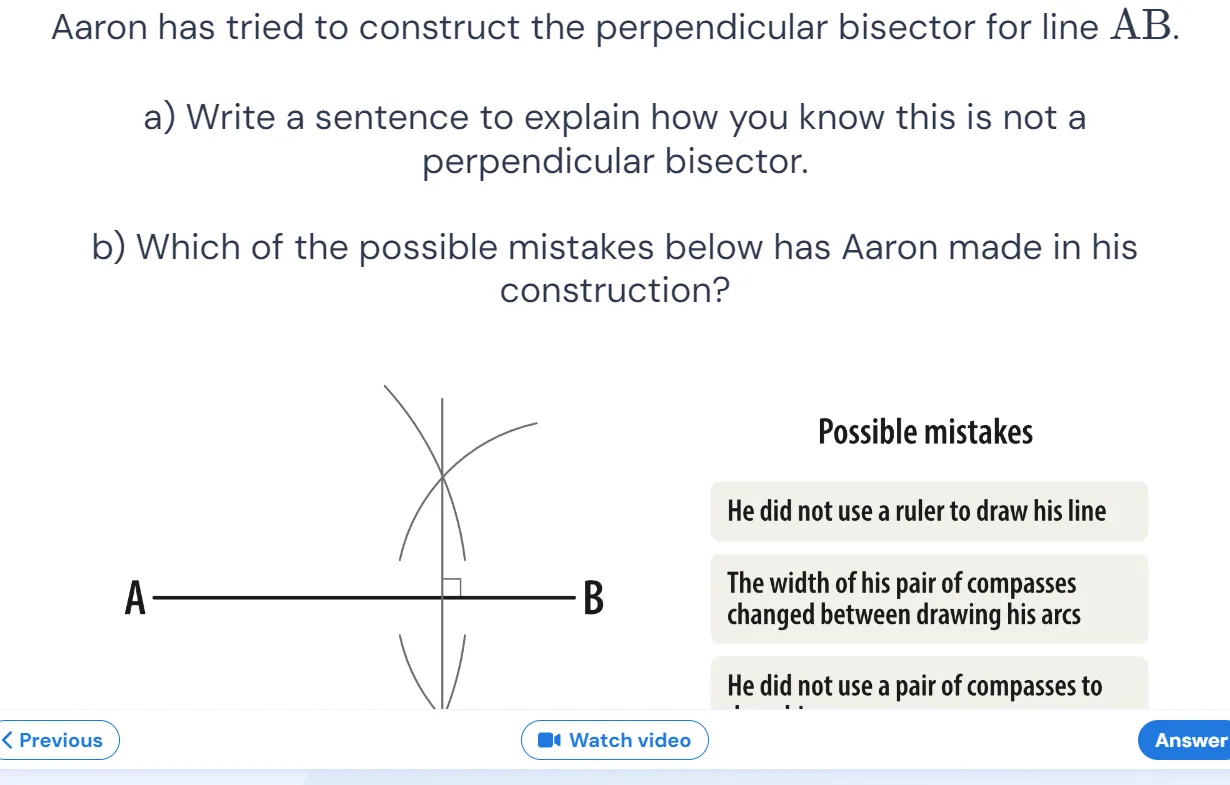 Aaron has tried to construct the perpendicular bisector for line AB.
a) Write a sentence to explain how you know this is not a
perpendicular bisector.
b) Which of the possible mistakes below has Aaron made in his
construction?
Possible mistakes
He did not use a ruler to draw his line
The width of his pair of compasses
changed between drawing his arcs
He did not use a pair of compasses to
A
B
Previous
Watch video
Answer